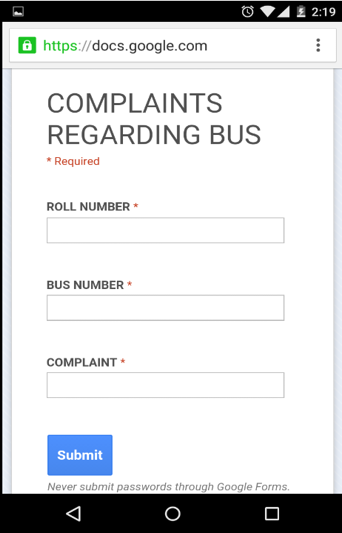 2:19
https://docs.google.com
COMPLAINTS
REGARDING BUS
* Required
ROLL NUMBER *
BUS NUMBER *
COMPLAINT *
Submit
Never submit passwords through Google Forms.